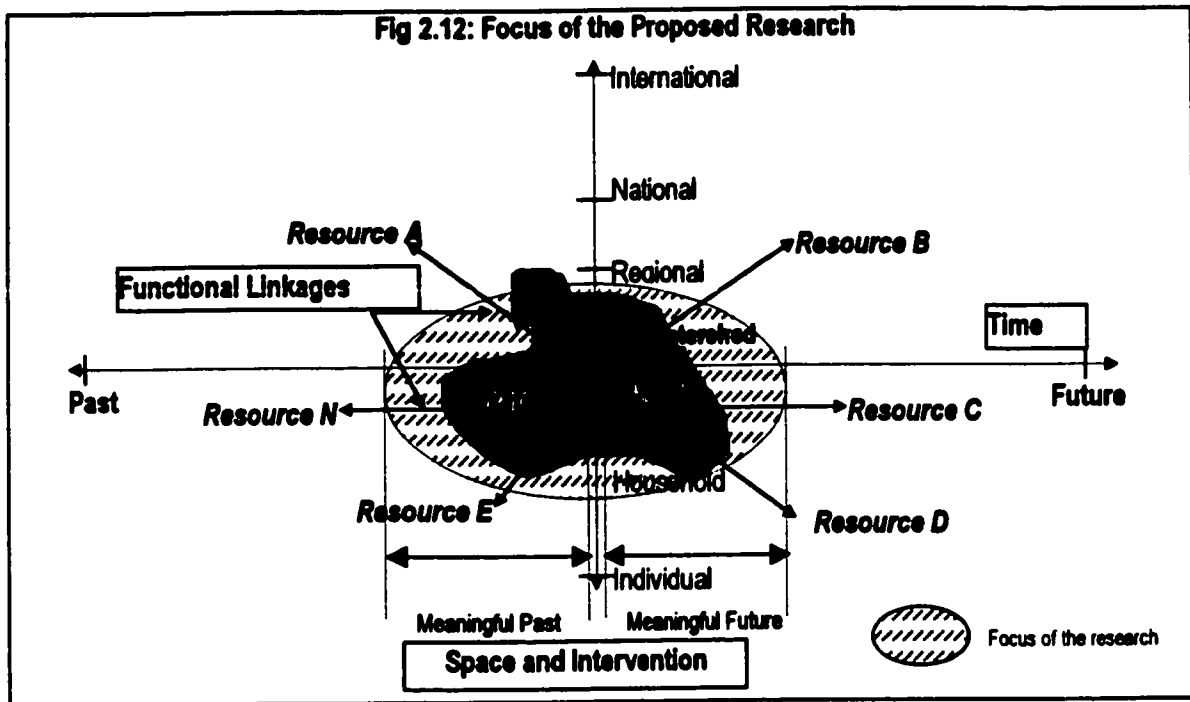 Fig 2.12: Focus of the Proposed Research
International
National
Resource A
Resource B
Regional
Functional Linkages
Time
Past
Future
Resource N
Resource C
Household
Resource E
Resource D
Individual
Meaningful Past
Meaningful Future
Focus of the research
Space and Intervention